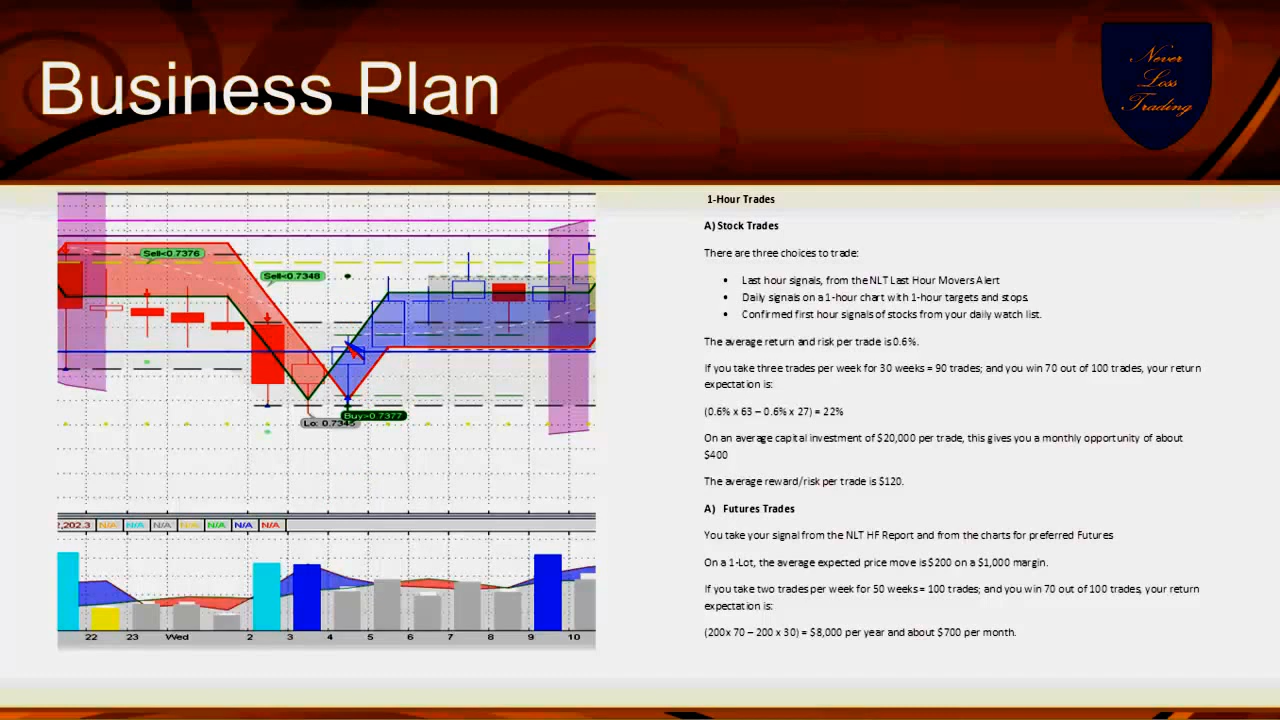 Business Plan
Never
Loss
Trading
Sell<0.7376
Sell<0.7348
Buy>0.7377
Lo: 0.7345
2,202.3 N/A N/A N/A N/A N/A N/A N/A
22 23 Wed 2 3 4 5 6 7 8 9 10
1-Hour Trades
A) Stock Trades
There are three choices to trade:
• Last hour signals, from the NLT Last Hour Movers Alert
• Daily signals on a 1-hour chart with 1-hour targets and stops.
• Confirmed first hour signals of stocks from your daily watch list.
The average return and risk per trade is 0.6%.
If you take three trades per week for 30 weeks = 90 trades; and you win 70 out of 100 trades, your return
expectation is:
(0.6% x 63 – 0.6% x 27) = 22%
On an average capital investment of $20,000 per trade, this gives you a monthly opportunity of about
$400
The average reward/risk per trade is $120.
A) Futures Trades
You take your signal from the NLT HF Report and from the charts for preferred Futures
On a 1-Lot, the average expected price move is $200 on a $1,000 margin.
If you take two trades per week for 50 weeks = 100 trades; and you win 70 out of 100 trades, your return
expectation is:
(200x 70 – 200 x 30) = $8,000 per year and about $700 per month.